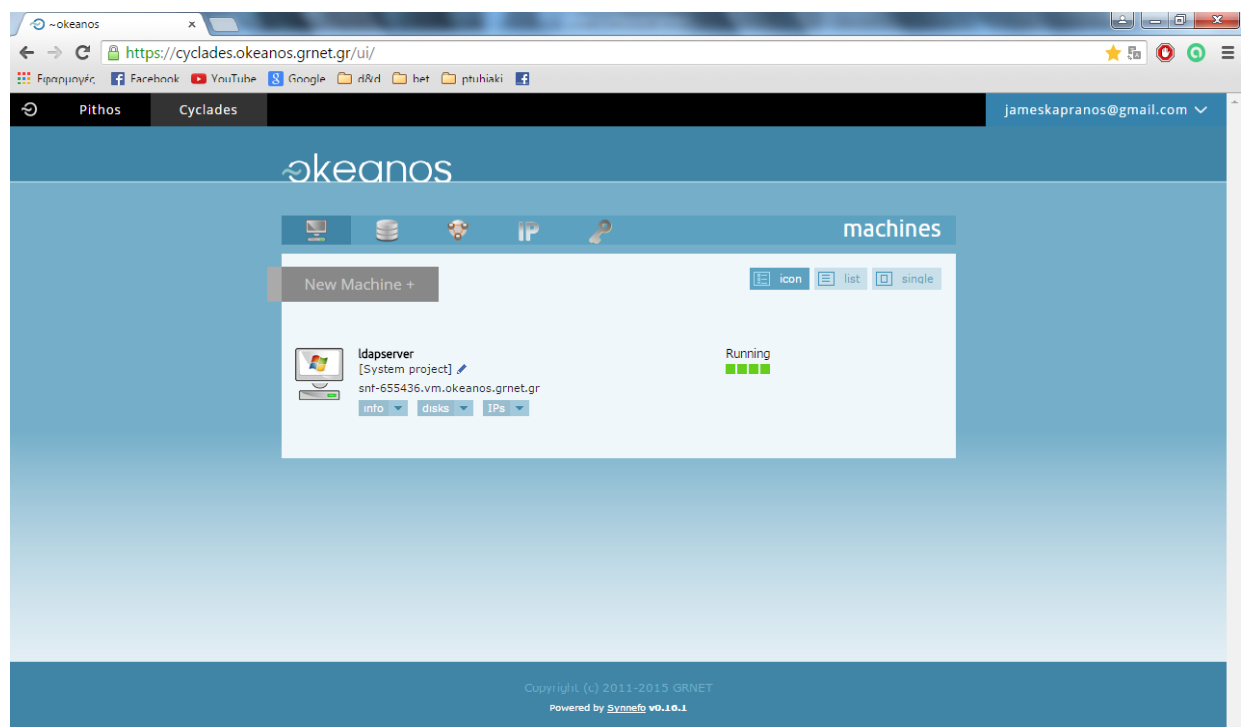 ~okeanos
https://cyclades.okeanos.grnet.gr/ui/
Εφαρμογές Facebook YouTube Google d&d bet ptuhiaki
Pithos Cyclades jameskapranos@gmail.com
okeanos
IP machines
New Machine + icon list single
ldapserver Running
[System project]
snf-655436.vm.okeanos.grnet.gr
info disks IPs
Copyright (c) 2011-2015 GRNET
Powered by Synnefo v0.16.1